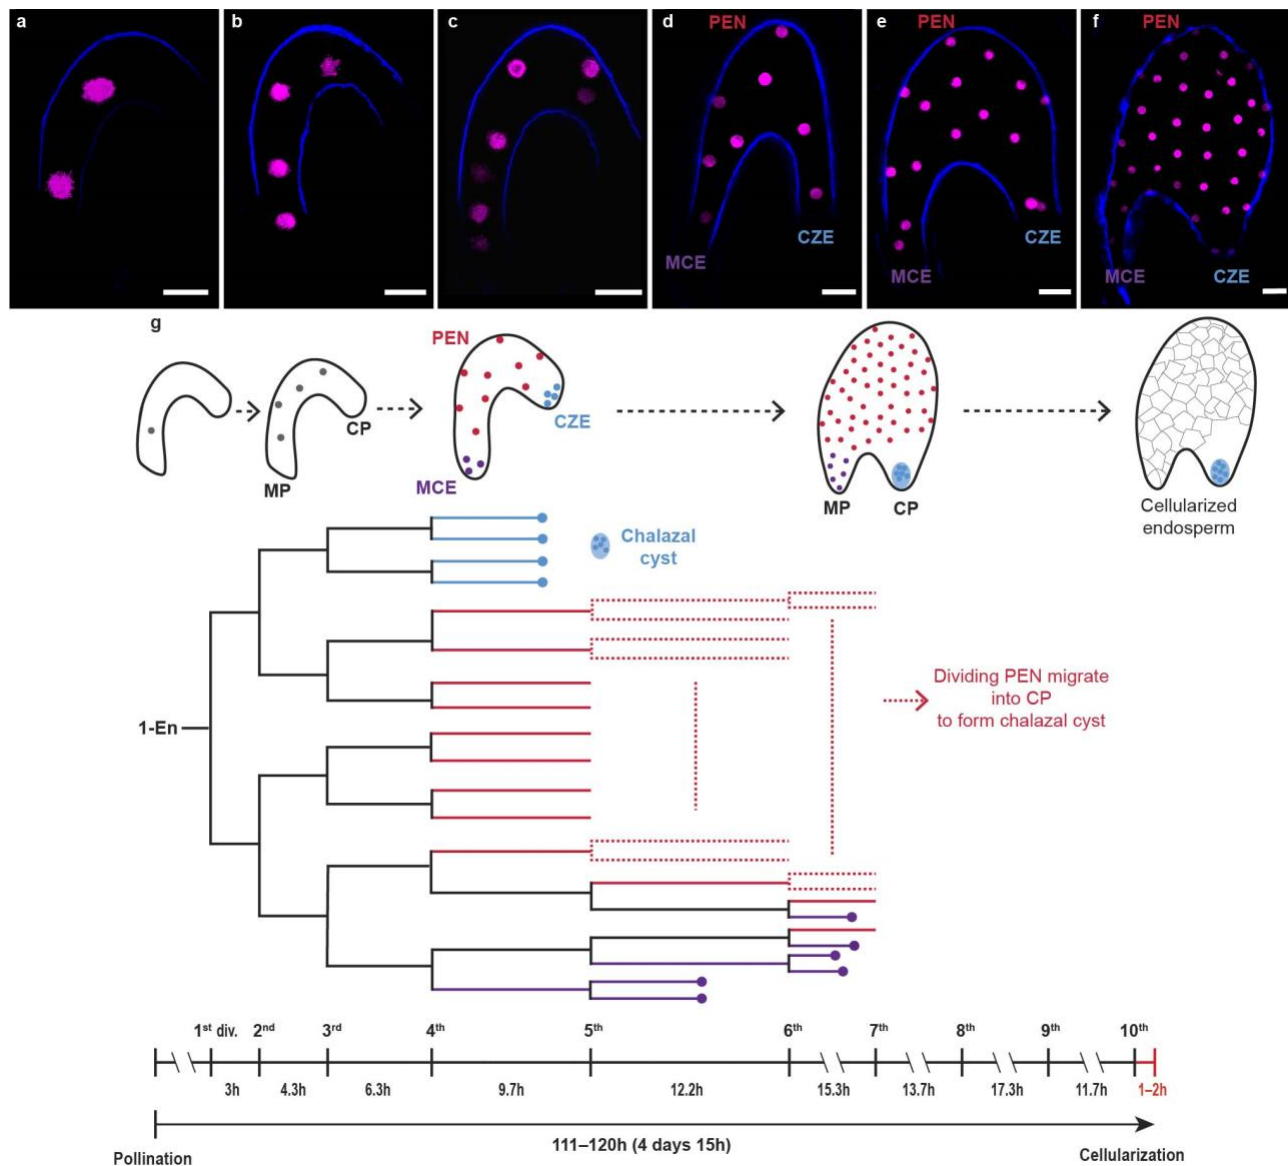 a
b
c
d
PEN
e
PEN
f
PEN
MCE
CZE
MCE
CZE
MCE
CZE
g
PEN
CP
CZE
MP
MCE
MP
CP
Cellularized
endosperm
Chalazal
cyst
Dividing PEN migrate
into CP
to form chalazal cyst
1-En
1st div.
2nd
3rd
4th
5th
6th
7th
8th
9th
10th
3h
4.3h
6.3h
9.7h
12.2h
15.3h
13.7h
17.3h
11.7h
1–2h
111–120h (4 days 15h)
Pollination
Cellularization